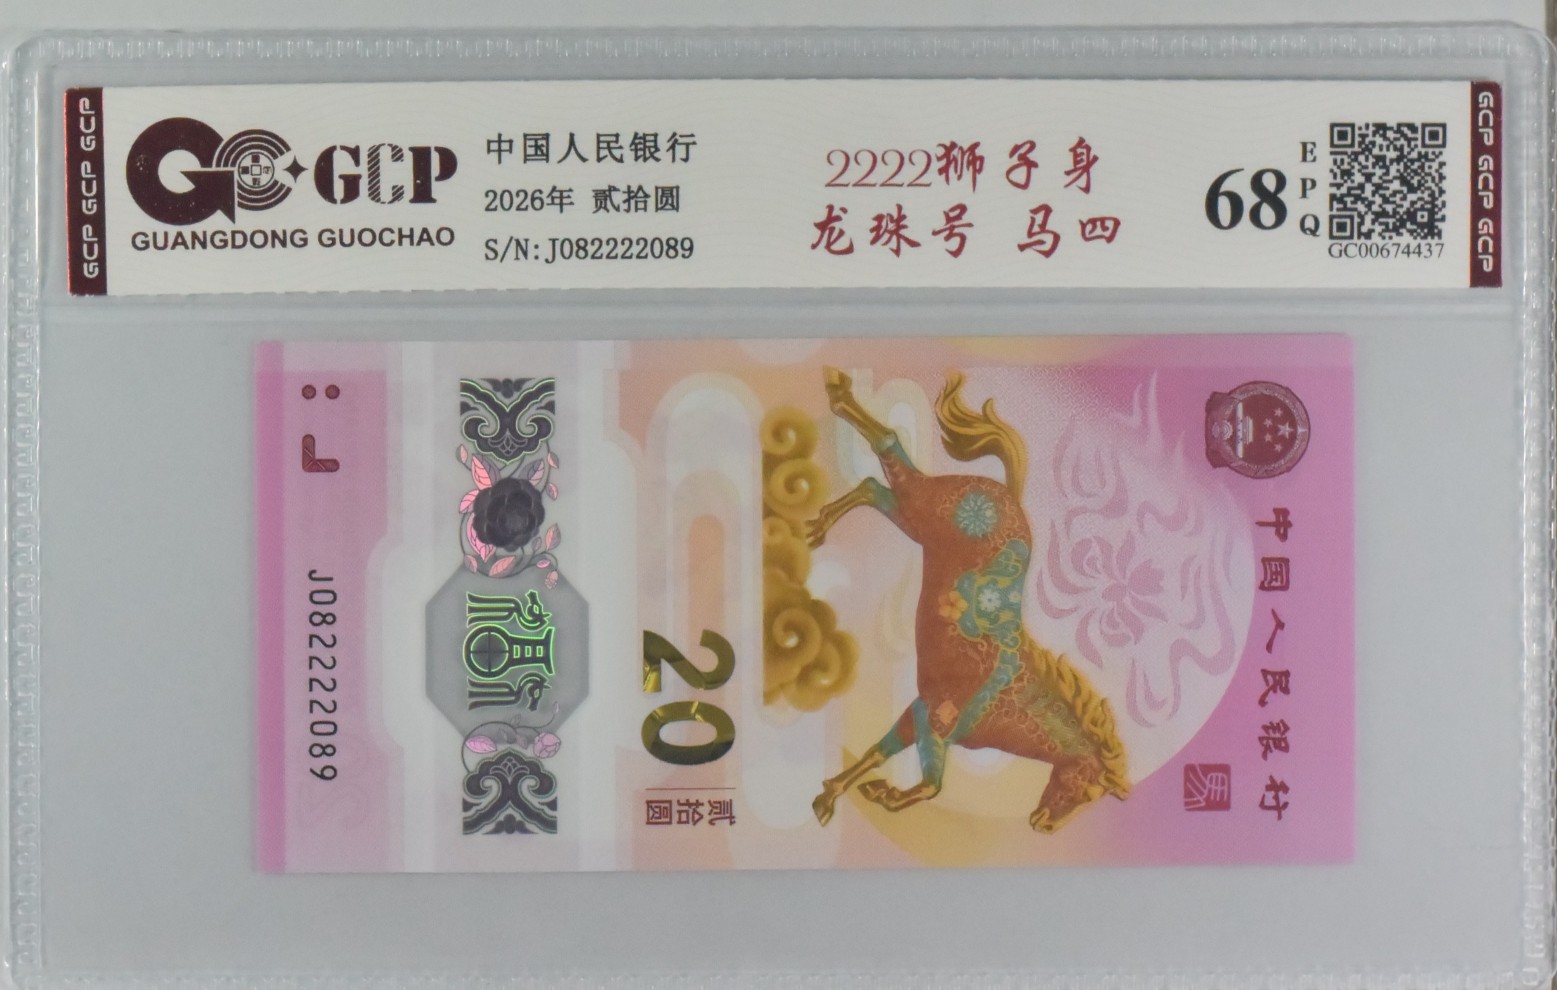 GCP GCP GCP
GCP
GUANGDONG GUOCHAO
中国人民银行
2026年 贰拾圆
S/N:J082222089
2222狮子身
龙珠号 马四
68
EPQ
GC00674437
GCP GCP GCP
中国人民银行
20
贰拾圆
J082222089